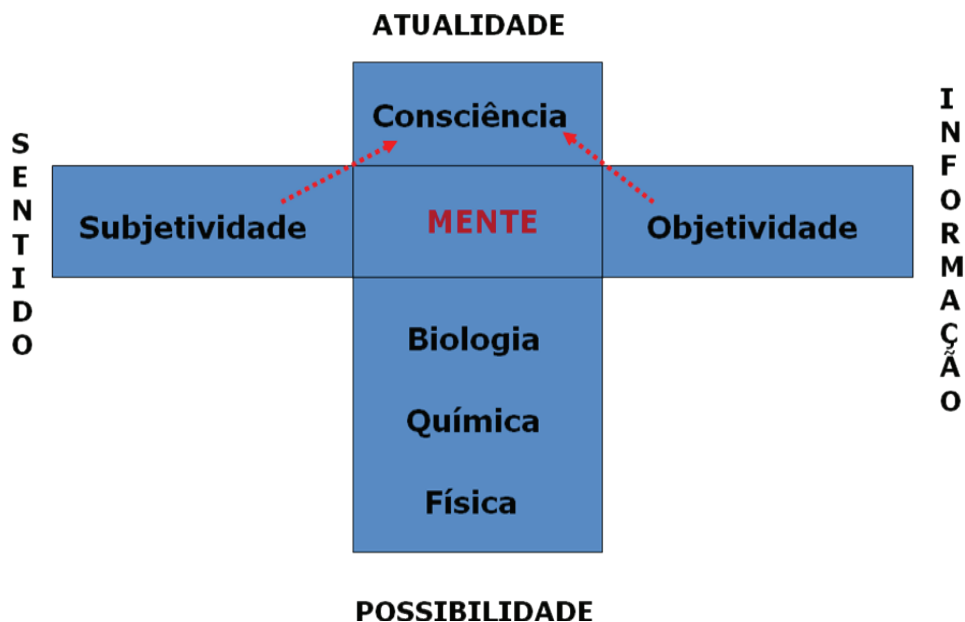 ATUALIDADE
Consciência
SENTIDO
Subjetividade
MENTE
Objetividade
INFORMAÇÃO
Biologia
Química
Física
POSSIBILIDADE